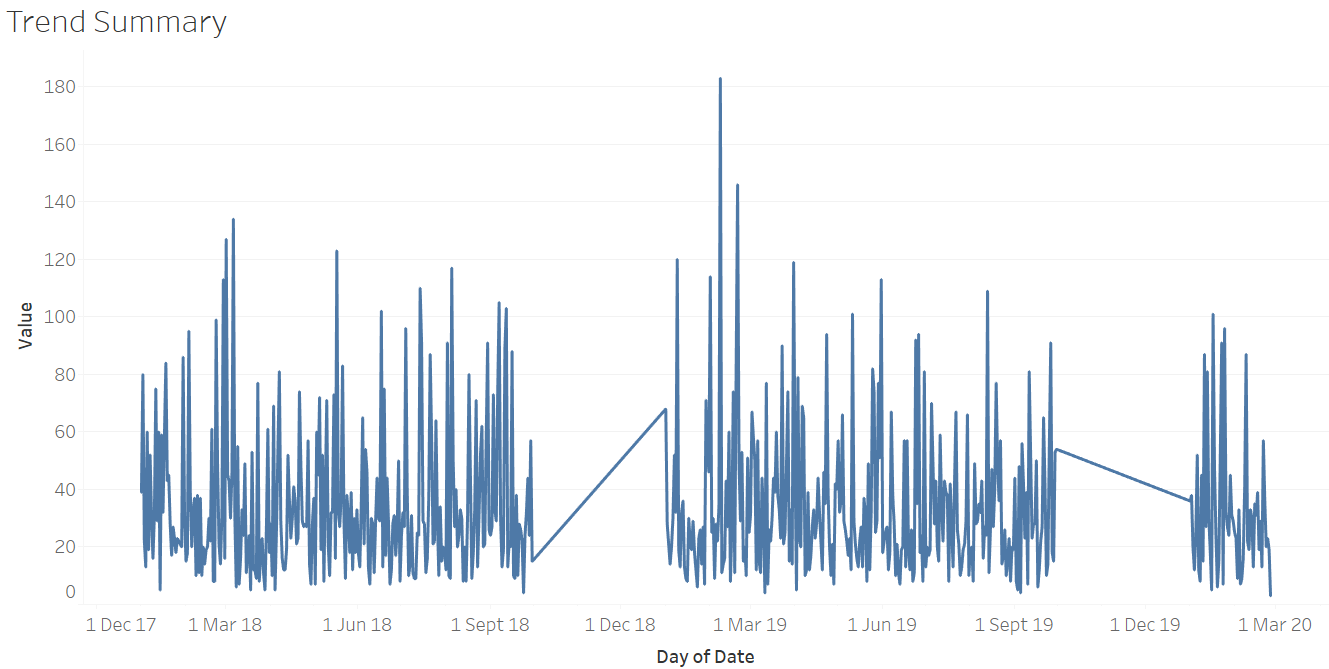 Trend Summary
180
160
140
120
100
80
60
40
20
0
Value
1 Dec 17 1 Mar 18 1 Jun 18 1 Sept 18 1 Dec 18 1 Mar 19 1 Jun 19 1 Sept 19 1 Dec 19 1 Mar 20
Day of Date